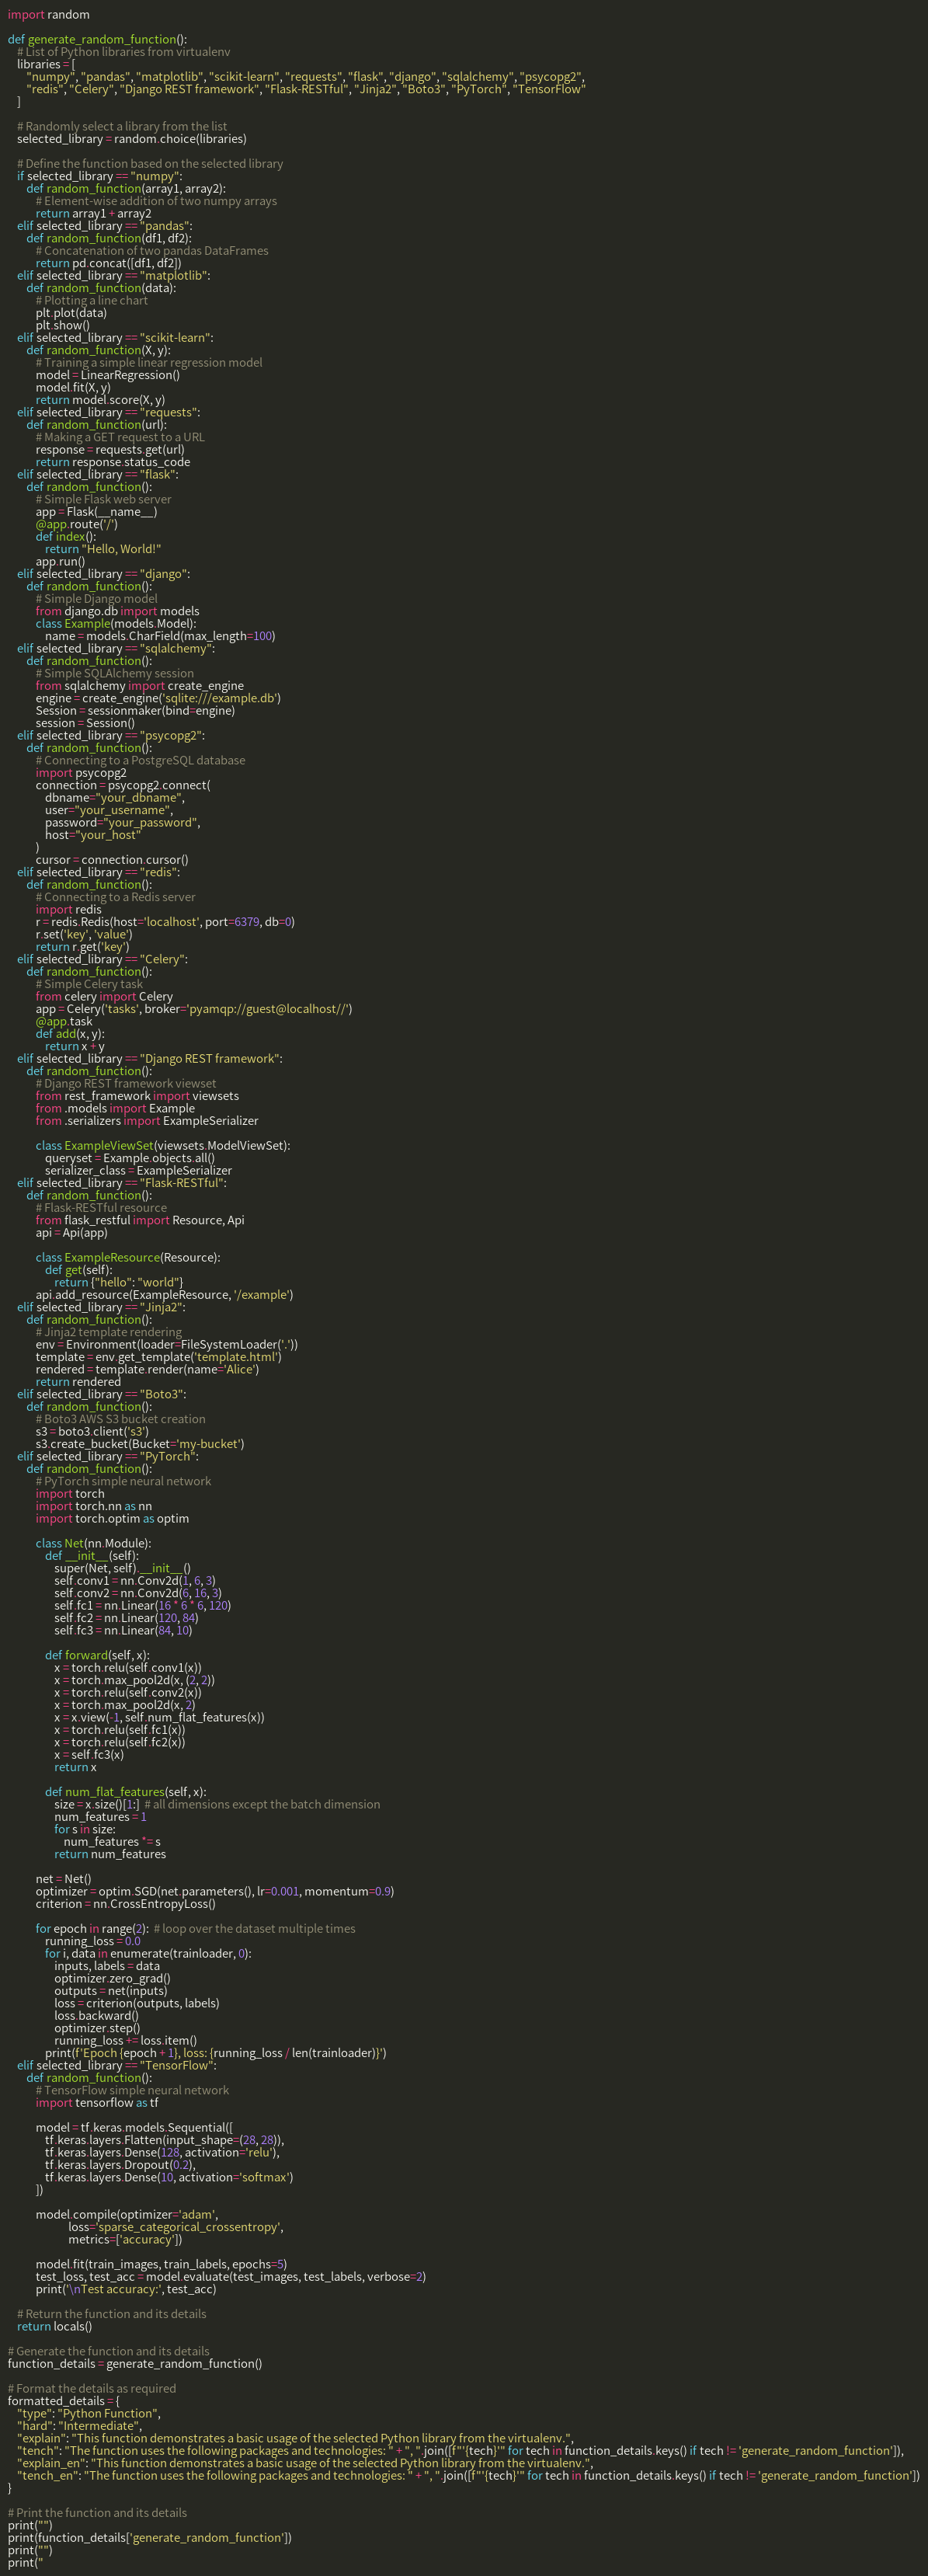 import random

def generate_random_function():
    # List of Python libraries from virtualenv
    libraries = [
        "numpy", "pandas", "matplotlib", "scikit-learn", "requests", "flask", "django", "sqlalchemy", "psycopg2",
        "redis", "Celery", "Django REST framework", "Flask-RESTful", "Jinja2", "Boto3", "PyTorch", "TensorFlow"
    ]

    # Randomly select a library from the list
    selected_library = random.choice(libraries)

    # Define the function based on the selected library
    if selected_library == "numpy":
        def random_function(array1, array2):
            # Element-wise addition of two numpy arrays
            return array1 + array2
    elif selected_library == "pandas":
        def random_function(df1, df2):
            # Concatenation of two pandas DataFrames
            return pd.concat([df1, df2])
    elif selected_library == "matplotlib":
        def random_function(data):
            # Plotting a line chart
            plt.plot(data)
            plt.show()
    elif selected_library == "scikit-learn":
        def random_function(X, y):
            # Training a simple linear regression model
            model = LinearRegression()
            model.fit(X, y)
            return model.score(X, y)
    elif selected_library == "requests":
        def random_function(url):
            # Making a GET request to a URL
            response = requests.get(url)
            return response.status_code
    elif selected_library == "flask":
        def random_function():
            # Simple Flask web server
            app = Flask(__name__)
            @app.route('/')
            def index():
                return "Hello, World!"
            app.run()
    elif selected_library == "django":
        def random_function():
            # Simple Django model
            from django.db import models
            class Example(models.Model):
                name = models.CharField(max_length=100)
    elif selected_library == "sqlalchemy":
        def random_function():
            # Simple SQLAlchemy session
            from sqlalchemy import create_engine
            engine = create_engine('sqlite:///example.db')
            Session = sessionmaker(bind=engine)
            session = Session()
    elif selected_library == "psycopg2":
        def random_function():
            # Connecting to a PostgreSQL database
            import psycopg2
            connection = psycopg2.connect(
                dbname="your_dbname",
                user="your_username",
                password="your_password",
                host="your_host"
            )
            cursor = connection.cursor()
    elif selected_library == "redis":
        def random_function():
            # Connecting to a Redis server
            import redis
            r = redis.Redis(host='localhost', port=6379, db=0)
            r.set('key', 'value')
            return r.get('key')
    elif selected_library == "Celery":
        def random_function():
            # Simple Celery task
            from celery import Celery
            app = Celery('tasks', broker='pyamqp://guest@localhost//')
            @app.task
            def add(x, y):
                return x + y
    elif selected_library == "Django REST framework":
        def random_function():
            # Django REST framework viewset
            from rest_framework import viewsets
            from .models import Example
            from .serializers import ExampleSerializer

            class ExampleViewSet(viewsets.ModelViewSet):
                queryset = Example.objects.all()
                serializer_class = ExampleSerializer
    elif selected_library == "Flask-RESTful":
        def random_function():
            # Flask-RESTful resource
            from flask_restful import Resource, Api
            api = Api(app)

            class ExampleResource(Resource):
                def get(self):
                    return {"hello": "world"}
            api.add_resource(ExampleResource, '/example')
    elif selected_library == "Jinja2":
        def random_function():
            # Jinja2 template rendering
            env = Environment(loader=FileSystemLoader('.'))
            template = env.get_template('template.html')
            rendered = template.render(name='Alice')
            return rendered
    elif selected_library == "Boto3":
        def random_function():
            # Boto3 AWS S3 bucket creation
            s3 = boto3.client('s3')
            s3.create_bucket(Bucket='my-bucket')
    elif selected_library == "PyTorch":
        def random_function():
            # PyTorch simple neural network
            import torch
            import torch.nn as nn
            import torch.optim as optim

            class Net(nn.Module):
                def __init__(self):
                    super(Net, self).__init__()
                    self.conv1 = nn.Conv2d(1, 6, 3)
                    self.conv2 = nn.Conv2d(6, 16, 3)
                    self.fc1 = nn.Linear(16 * 6 * 6, 120)
                    self.fc2 = nn.Linear(120, 84)
                    self.fc3 = nn.Linear(84, 10)

                def forward(self, x):
                    x = torch.relu(self.conv1(x))
                    x = torch.max_pool2d(x, (2, 2))
                    x = torch.relu(self.conv2(x))
                    x = torch.max_pool2d(x, 2)
                    x = x.view(-1, self.num_flat_features(x))
                    x = torch.relu(self.fc1(x))
                    x = torch.relu(self.fc2(x))
                    x = self.fc3(x)
                    return x

                def num_flat_features(self, x):
                    size = x.size()[1:]  # all dimensions except the batch dimension
                    num_features = 1
                    for s in size:
                        num_features *= s
                    return num_features

            net = Net()
            optimizer = optim.SGD(net.parameters(), lr=0.001, momentum=0.9)
            criterion = nn.CrossEntropyLoss()

            for epoch in range(2):  # loop over the dataset multiple times
                running_loss = 0.0
                for i, data in enumerate(trainloader, 0):
                    inputs, labels = data
                    optimizer.zero_grad()
                    outputs = net(inputs)
                    loss = criterion(outputs, labels)
                    loss.backward()
                    optimizer.step()
                    running_loss += loss.item()
                print(f'Epoch {epoch + 1}, loss: {running_loss / len(trainloader)}')
    elif selected_library == "TensorFlow":
        def random_function():
            # TensorFlow simple neural network
            import tensorflow as tf

            model = tf.keras.models.Sequential([
                tf.keras.layers.Flatten(input_shape=(28, 28)),
                tf.keras.layers.Dense(128, activation='relu'),
                tf.keras.layers.Dropout(0.2),
                tf.keras.layers.Dense(10, activation='softmax')
            ])

            model.compile(optimizer='adam',
                          loss='sparse_categorical_crossentropy',
                          metrics=['accuracy'])

            model.fit(train_images, train_labels, epochs=5)
            test_loss, test_acc = model.evaluate(test_images, test_labels, verbose=2)
            print('\nTest accuracy:', test_acc)

    # Return the function and its details
    return locals()

# Generate the function and its details
function_details = generate_random_function()

# Format the details as required
formatted_details = {
    "type": "Python Function",
    "hard": "Intermediate",
    "explain": "This function demonstrates a basic usage of the selected Python library from the virtualenv.",
    "tench": "The function uses the following packages and technologies: " + ", ".join([f"'{tech}'" for tech in function_details.keys() if tech != 'generate_random_function']),
    "explain_en": "This function demonstrates a basic usage of the selected Python library from the virtualenv.",
    "tench_en": "The function uses the following packages and technologies: " + ", ".join([f"'{tech}'" for tech in function_details.keys() if tech != 'generate_random_function'])
}

# Print the function and its details
print("")
print(function_details['generate_random_function'])
print("")
print("